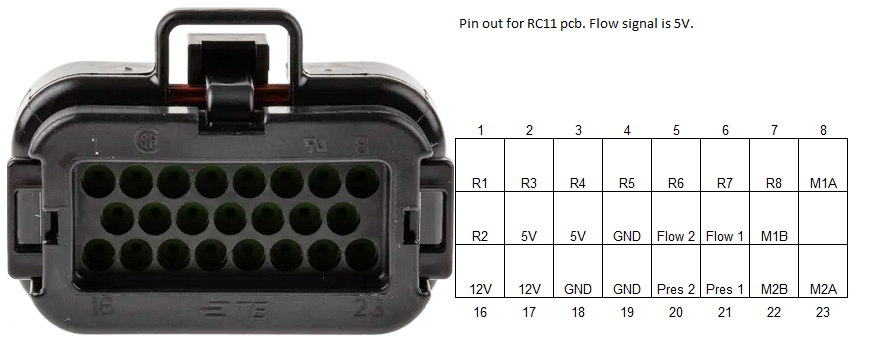 Pin out for RC11 pcb. Flow signal is 5V.
1 2 3 4 5 6 7 8
R1 R3 R4 R5 R6 R7 R8 M1A
R2 5V 5V GND Flow 2 Flow 1 M1B
12V 12V GND GND Pres 2 Pres 1 M2B M2A
16 17 18 19 20 21 22 23
1 8
16 TE 23